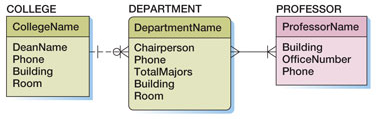 COLLEGE
CollegeName
DeanName
Phone
Building
Room
DEPARTMENT
DepartmentName
Chairperson
Phone
TotalMajors
Building
Room
PROFESSOR
ProfessorName
Building
OfficeNumber
Phone